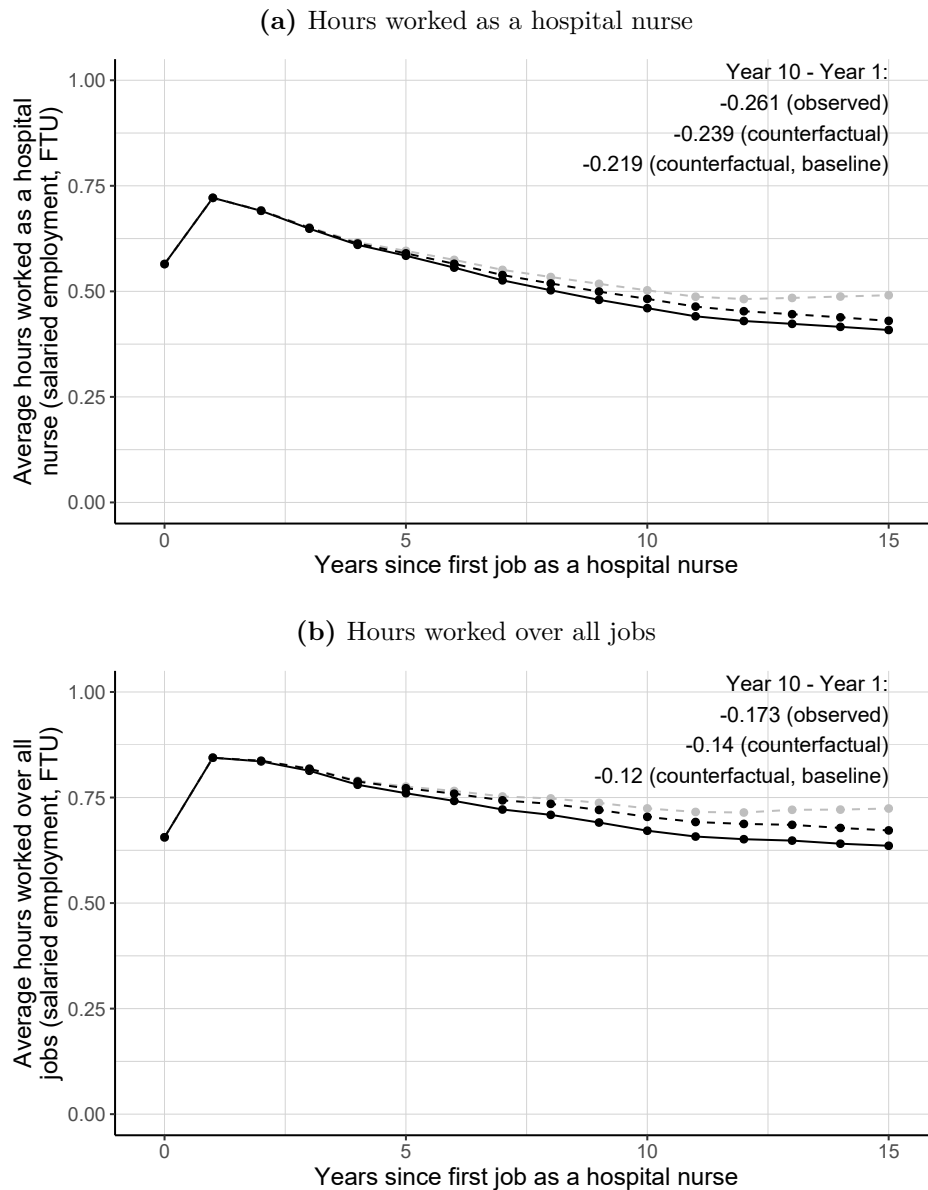 (a) Hours worked as a hospital nurse
Average hours worked as a hospital
nurse (salaried employment, FTU)
1.00
0.75
0.50
0.25
0.00
Year 10 - Year 1:
-0.261 (observed)
-0.239 (counterfactual)
-0.219 (counterfactual, baseline)
0 5 10 15
Years since first job as a hospital nurse
(b) Hours worked over all jobs
Average hours worked over all
jobs (salaried employment, FTU)
1.00
0.75
0.50
0.25
0.00
Year 10 - Year 1:
-0.173 (observed)
-0.14 (counterfactual)
-0.12 (counterfactual, baseline)
0 5 10 15
Years since first job as a hospital nurse